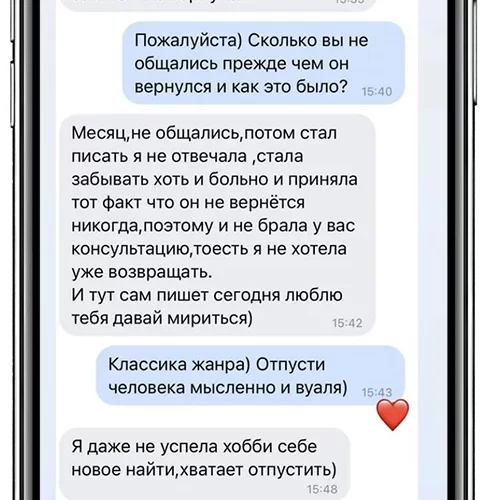 15:35
Пожалуйста) Сколько вы не
общались прежде чем он
вернулся и как это было? 15:40
Месяц,не общались,потом стал
писать я не отвечала ,стала
забывать хоть и больно и приняла
тот факт что он не вернётся
никогда,поэтому и не брала у вас
консультацию,тоесть я не хотела
уже возвращать.
И тут сам пишет сегодня люблю
тебя давай мириться) 15:42
Классика жанра) Отпусти
человека мысленно и вуаля) 15:43
Я даже не успела хобби себе
новое найти,хватает отпустить)
15:48